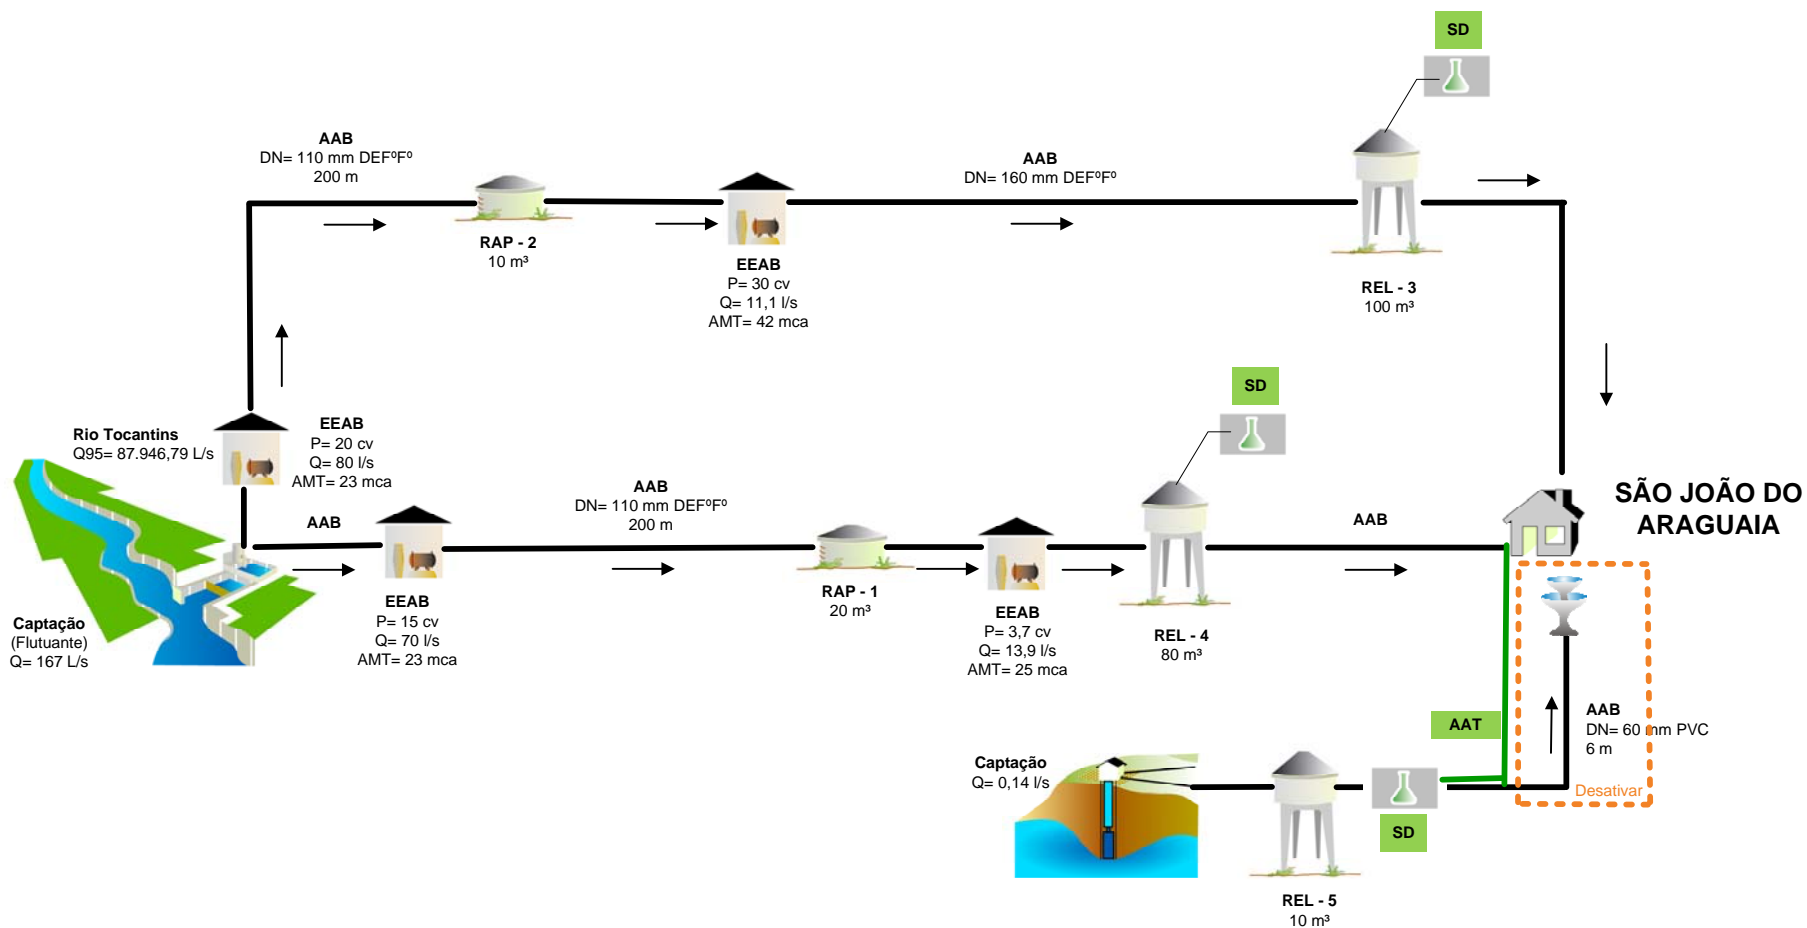 SD
AAB
DN= 110 mm DEFºFº
200 m
AAB
DN= 160 mm DEFºFº
RAP - 2
10 m³
EEAB
P= 30 cv
Q= 11,1 l/s
AMT= 42 mca
REL - 3
100 m³
SD
Rio Tocantins
Q95= 87.946,79 L/s
EEAB
P= 20 cv
Q= 80 l/s
AMT= 23 mca
AAB
AAB
DN= 110 mm DEFºFº
200 m
AAB
SÃO JOÃO DO
ARAGUAIA
Captação
(Flutuante)
Q= 167 L/s
EEAB
P= 15 cv
Q= 70 l/s
AMT= 23 mca
RAP - 1
20 m³
EEAB
P= 3,7 cv
Q= 13,9 l/s
AMT= 25 mca
REL - 4
80 m³
AAT
AAB
DN= 60 mm PVC
6 m
Captação
Q= 0,14 l/s
Desativar
SD
REL - 5
10 m³